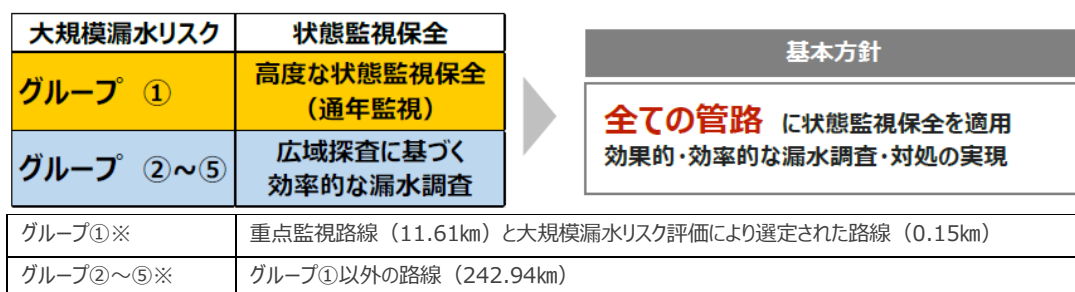 大規模漏水リスク 状態監視保全
グループ ① 高度な状態監視保全
(通年監視)
グループ ②～⑤ 広域探査に基づく
効率的な漏水調査
基本方針
全ての管路 に状態監視保全を適用
効果的・効率的な漏水調査・対処の実現
グループ①※ 重点監視路線（11.61㎞）と大規模漏水リスク評価により選定された路線（0.15㎞）
グループ②～⑤※ グループ①以外の路線（242.94㎞）